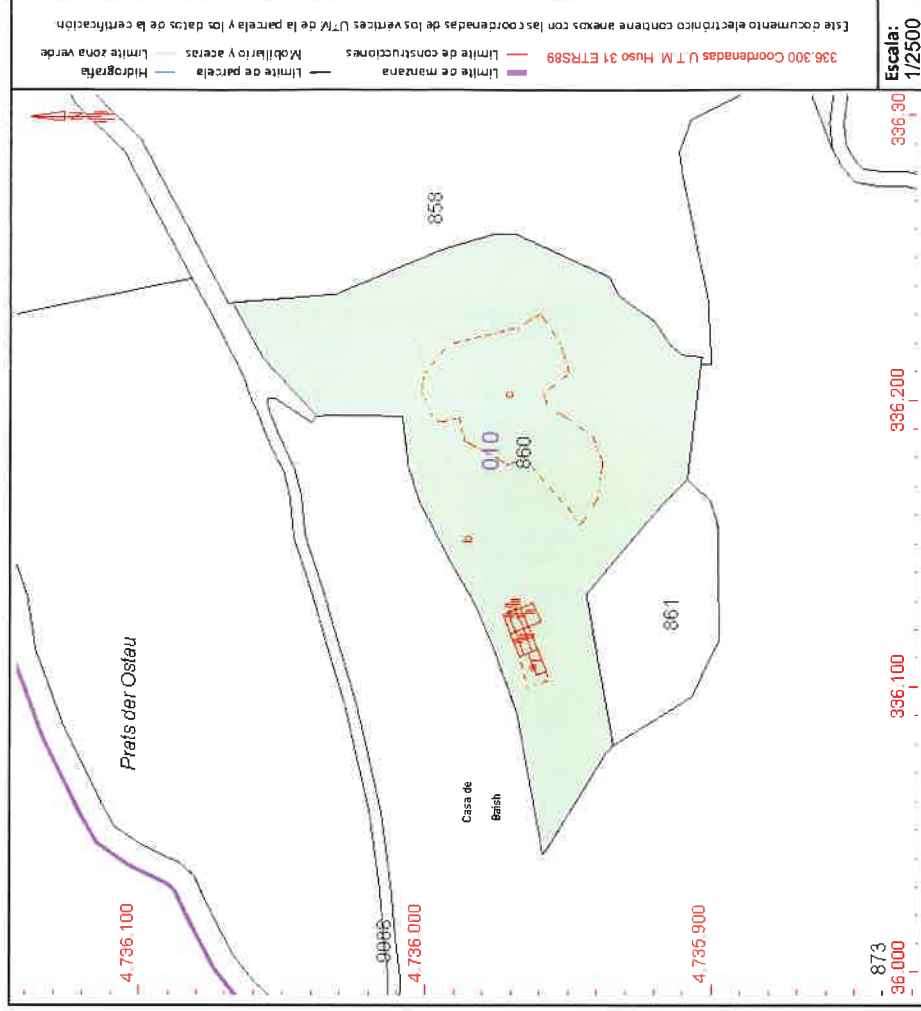 Prats der Ostau
858
010
860
c
b
861
Casa de
Baish
9008
873
4.736.100
4.736.000
4.735.900
36.000
336.100
336.200
336.30
Escala:
1/2500
336.300 Coordenadas U.T.M. Huso 31 ETRS89
Límite de manzana
Límite de parcela
Hidrografía
Límite de construcciones
Mobiliario y aceras
Límite zona verde
Este documento electrónico contiene anexos con las coordenadas de los vértices UTM de la parcela y los datos de la certificación.